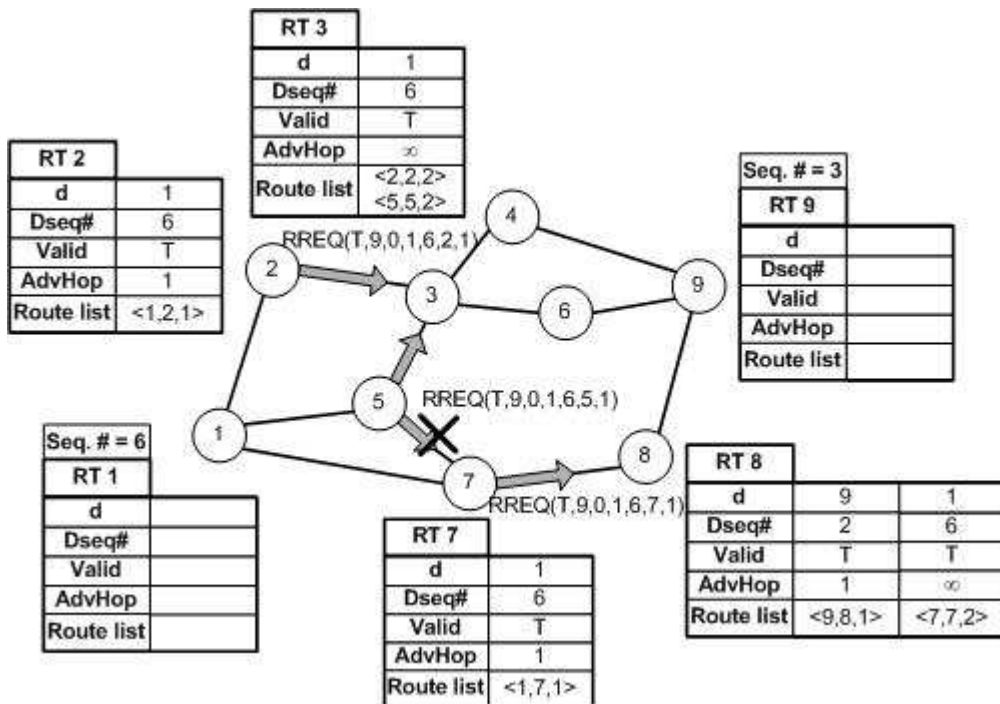 RT 3
d 1
Dseq# 6
Valid T
AdvHop ∞
Route list <2,2,2>
<5,5,2>
RT 2
d 1
Dseq# 6
Valid T
AdvHop 1
Route list <1,2,1>
Seq. # = 3
RT 9
d
Dseq#
Valid
AdvHop
Route list
RREQ(T,9,0,1,6,2,1)
4
2
3
9
6
5
RREQ(T,9,0,1,6,5,1)
1
8
7
RREQ(T,9,0,1,6,7,1)
Seq. # = 6
RT 1
d
Dseq#
Valid
AdvHop
Route list
RT 7
d 1
Dseq# 6
Valid T
AdvHop 1
Route list <1,7,1>
RT 8
d 9 1
Dseq# 2 6
Valid T T
AdvHop 1 ∞
Route list <9,8,1> <7,7,2>